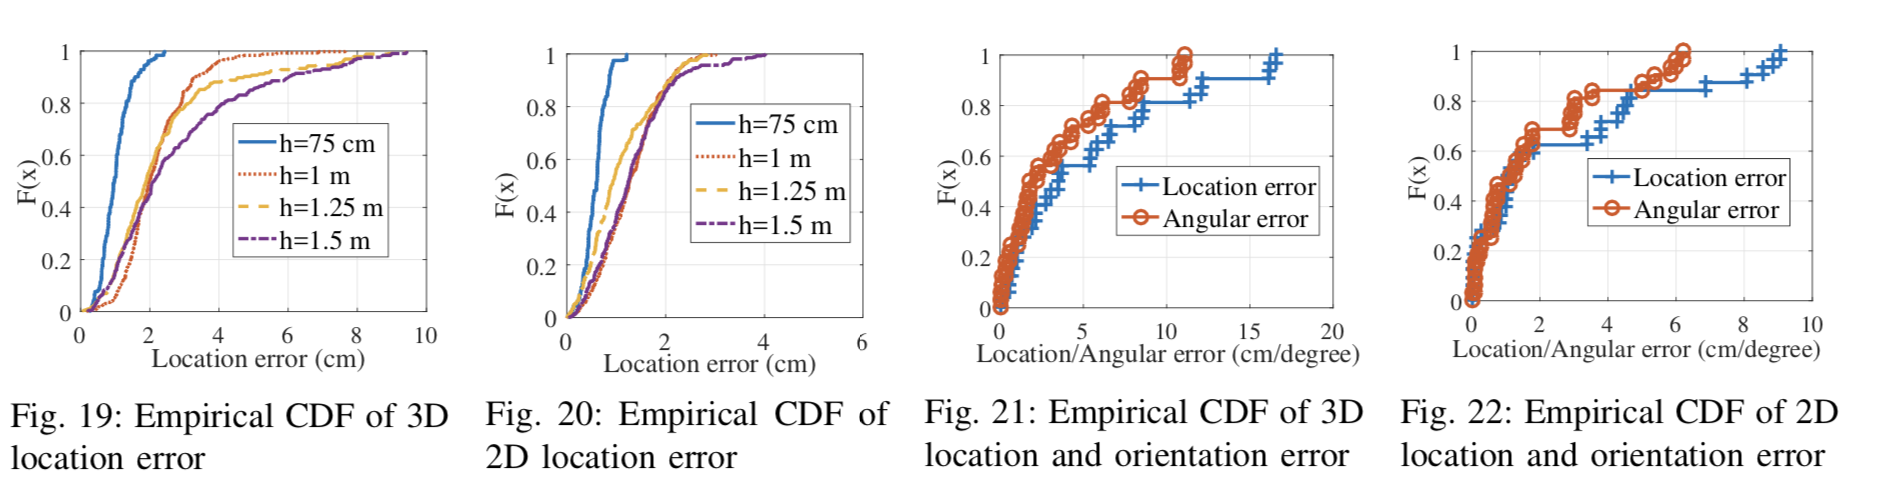 1
0.8
0.6
0.4
0.2
0
F(x)
h=75 cm
h=1 m
h=1.25 m
h=1.5 m
0 2 4 6 8 10
Location error (cm)
Fig. 19: Empirical CDF of 3D
location error
1
0.8
0.6
0.4
0.2
0
F(x)
h=75 cm
h=1 m
h=1.25 m
h=1.5 m
0 2 4 6
Location error (cm)
Fig. 20: Empirical CDF of
2D location error
1
0.8
0.6
0.4
0.2
0
F(x)
Location error
Angular error
0 5 10 15 20
Location/Angular error (cm/degree)
Fig. 21: Empirical CDF of 3D
location and orientation error
1
0.8
0.6
0.4
0.2
0
F(x)
Location error
Angular error
0 2 4 6 8 10
Location/Angular error (cm/degree)
Fig. 22: Empirical CDF of 2D
location and orientation error